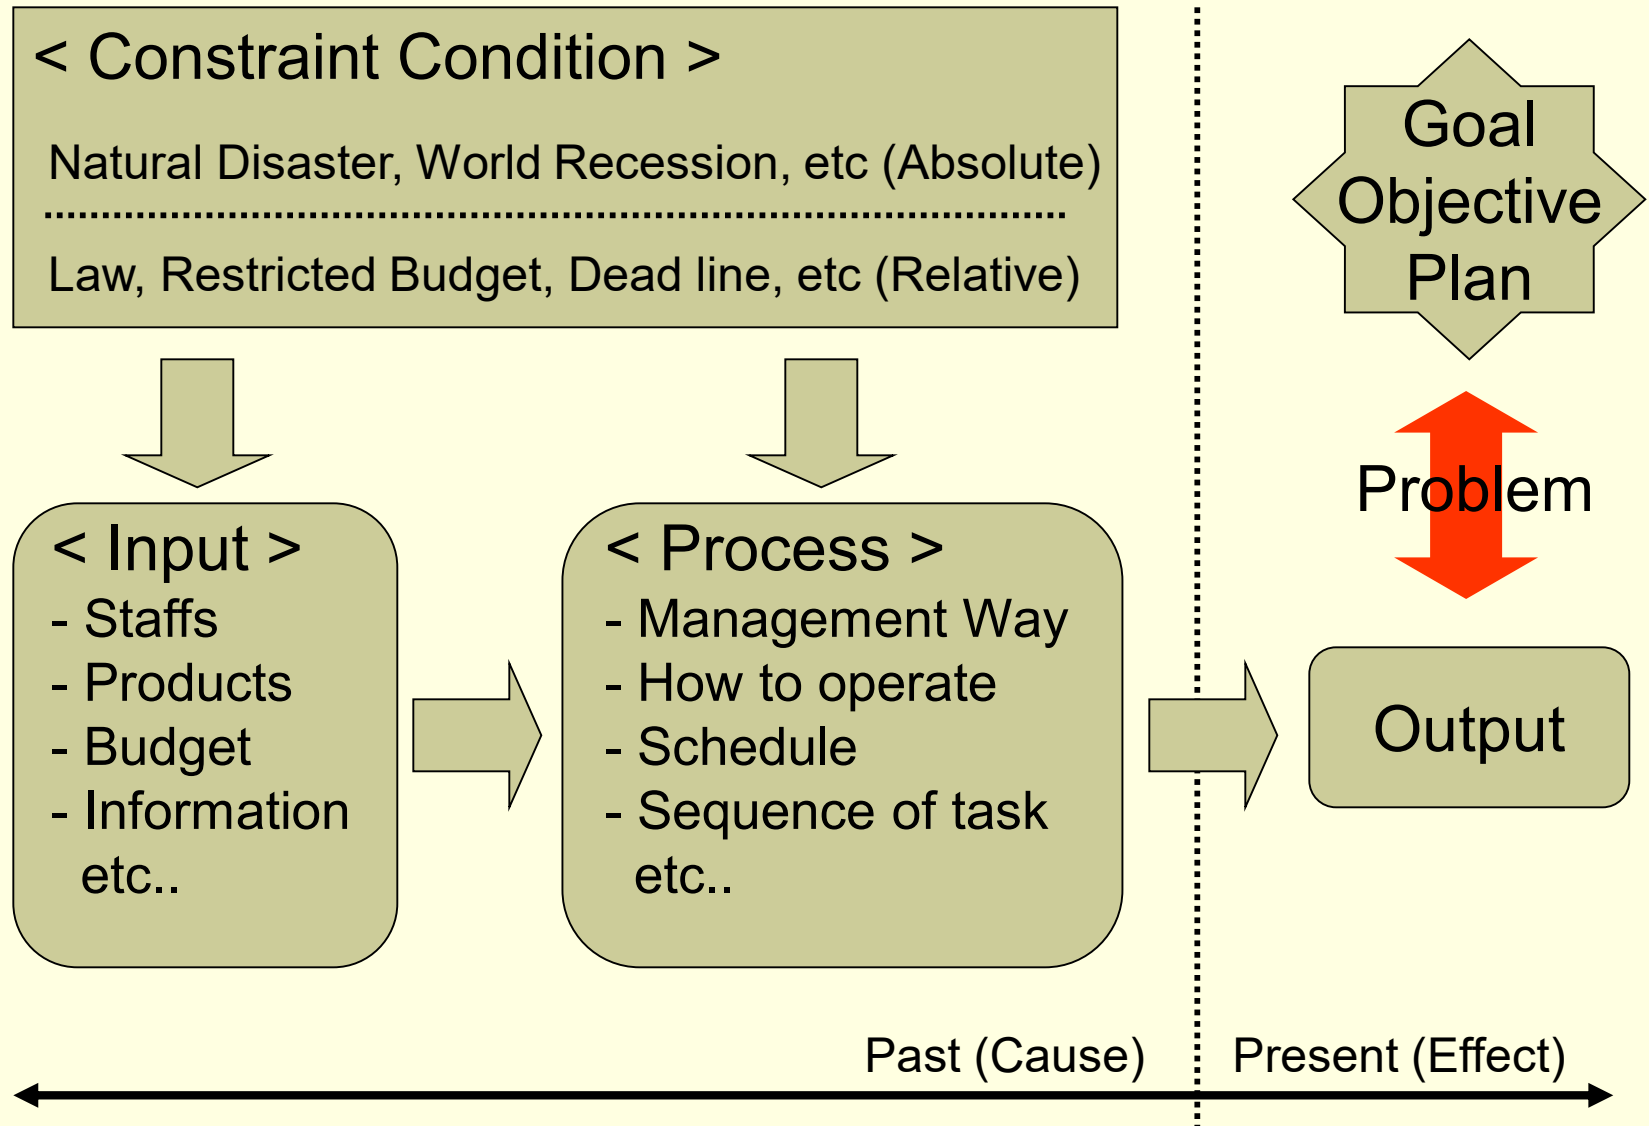 < Constraint Condition >
Natural Disaster, World Recession, etc (Absolute)
Law, Restricted Budget, Dead line, etc (Relative)
Goal
Objective
Plan
Problem
< Input >
- Staffs
- Products
- Budget
- Information
etc..
< Process >
- Management Way
- How to operate
- Schedule
- Sequence of task
etc..
Output
Past (Cause)
Present (Effect)